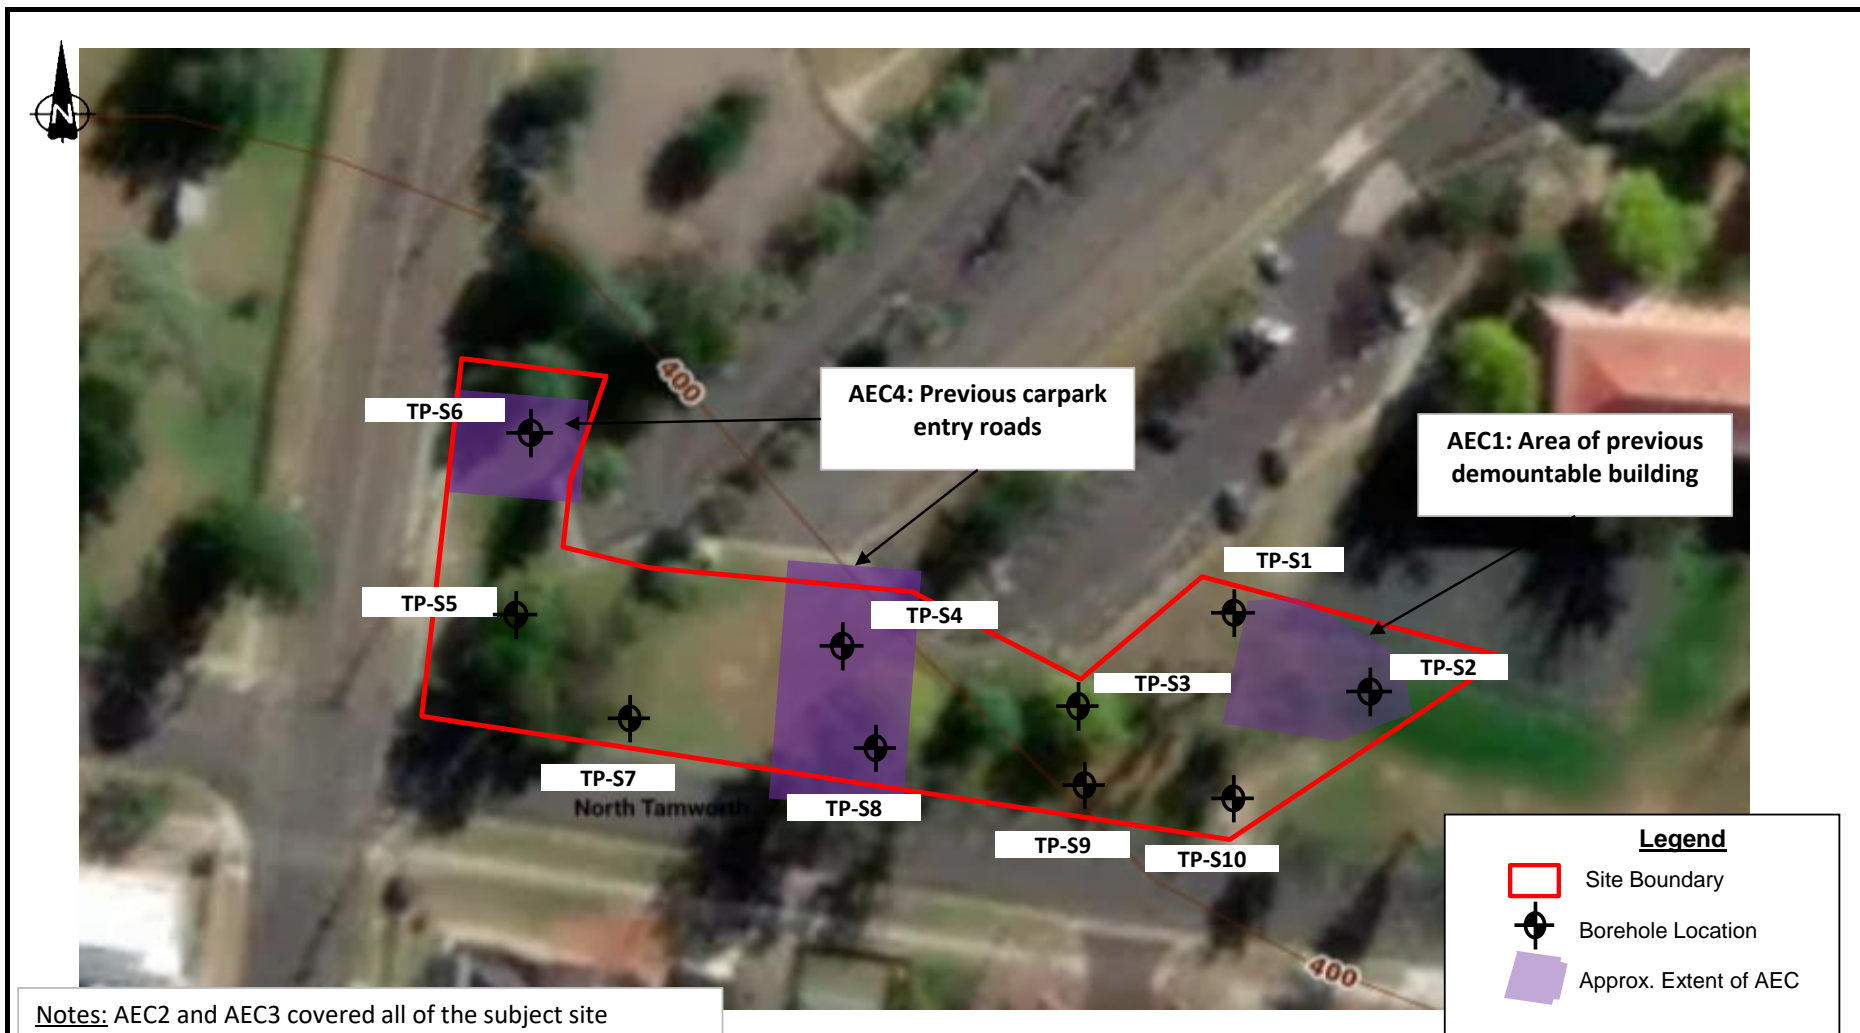 N
400
AEC4: Previous carpark
entry roads
TP-S6
AEC1: Area of previous
demountable building
TP-S1
TP-S5
TP-S4
TP-S2
TP-S3
TP-S7
North Tamworth
TP-S8
TP-S9
TP-S10
400
Legend
Site Boundary
Borehole Location
Approx. Extent of AEC
Notes: AEC2 and AEC3 covered all of the subject site